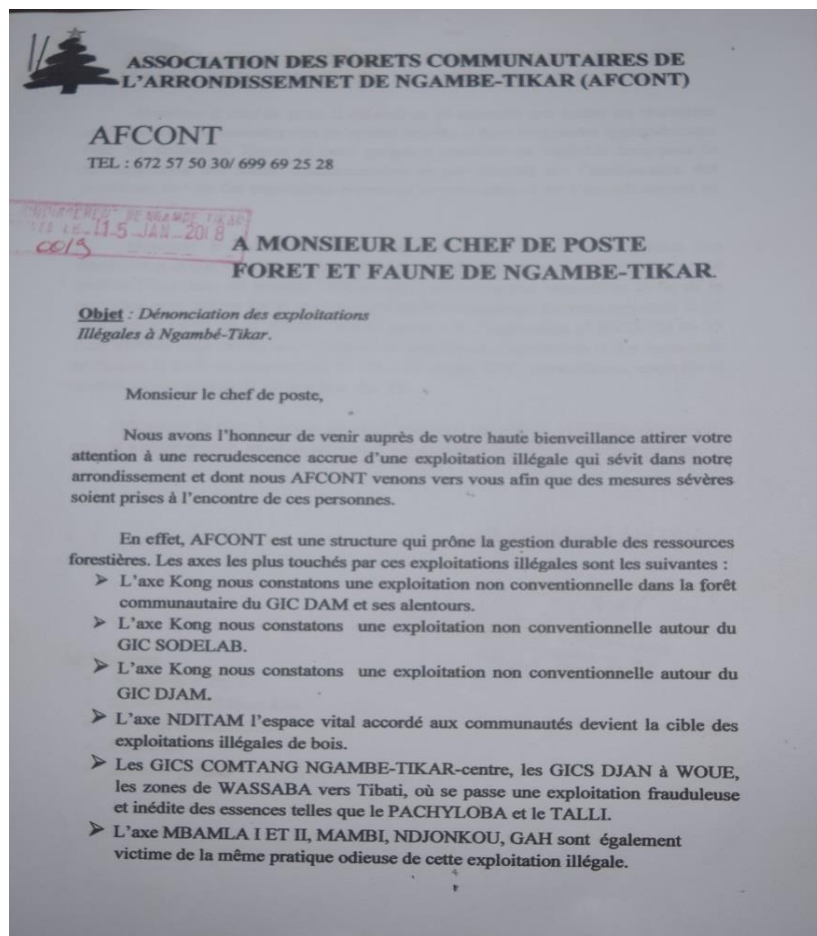 ASSOCIATION DES FORETS COMMUNAUTAIRES DE
L'ARRONDISSEMNET DE NGAMBE-TIKAR (AFCONT)
AFCONT
TEL : 672 57 50 30/ 699 69 25 28
DE NGAMBE TIKAR
15 JAN 2018
0019
A MONSIEUR LE CHEF DE POSTE
FORET ET FAUNE DE NGAMBE-TIKAR.
Objet : Dénonciation des exploitations
Illégales à Ngambé-Tikar.
Monsieur le chef de poste,
Nous avons l'honneur de venir auprès de votre haute bienveillance attirer votre
attention à une recrudescence accrue d'une exploitation illégale qui sévit dans notre
arrondissement et dont nous AFCONT venons vers vous afin que des mesures sévères
soient prises à l'encontre de ces personnes.
En effet, AFCONT est une structure qui prône la gestion durable des ressources
forestières. Les axes les plus touchés par ces exploitations illégales sont les suivantes :
➢ L'axe Kong nous constatons une exploitation non conventionnelle dans la forêt
communautaire du GIC DAM et ses alentours.
➢ L'axe Kong nous constatons une exploitation non conventionnelle autour du
GIC SODELAB.
➢ L'axe Kong nous constatons une exploitation non conventionnelle autour du
GIC DJAM.
➢ L'axe NDITAM l'espace vital accordé aux communautés devient la cible des
exploitations illégales de bois.
➢ Les GICS COMTANG NGAMBE-TIKAR-centre, les GICS DJAN à WOUE,
les zones de WASSABA vers Tibati, où se passe une exploitation frauduleuse
et inédite des essences telles que le PACHYLOBA et le TALLI.
➢ L'axe MBAMLA I ET II, MAMBI, NDJONKOU, GAH sont également
victime de la même pratique odieuse de cette exploitation illégale.